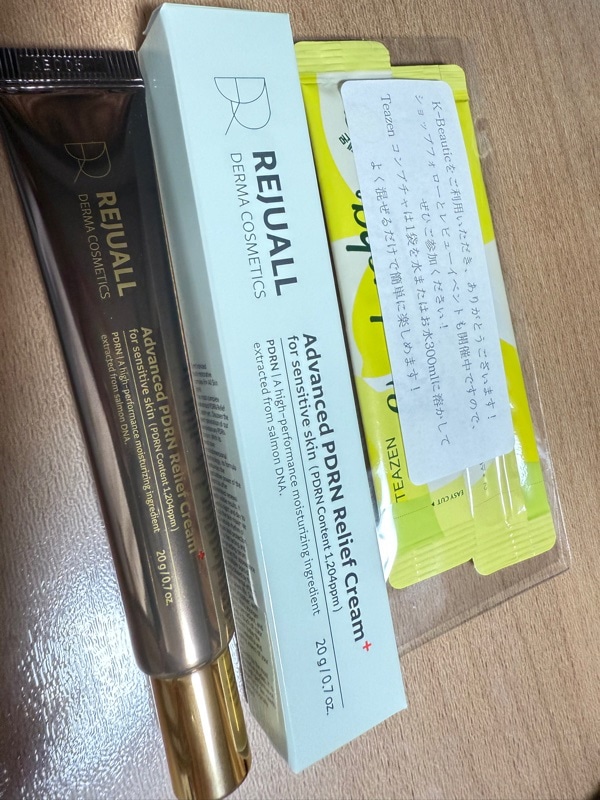 REJUALL
DERMA COSMETICS
Advanced PDRN Relief Cream+
for sensitive skin (PDRN Content 1,204ppm)
PDRN | A high-performance moisturizing ingredient
extracted from salmon DNA.
20 g / 0.7 oz.
REJUALL
DERMA COSMETICS
Advanced PDRN Relief Cream+
for sensitive skin (PDRN Content 1,204ppm)
PDRN | A high-performance moisturizing ingredient
extracted from salmon DNA.
20 g / 0.7 oz.
K-Beauticをご利用いただき、ありがとうございます！
ショップフォローとレビューイベントも開催中ですので、
ぜひご参加ください！
Teazen コンブチャは1袋を水またはお水300mlに溶かして
よく混ぜるだけで簡単に楽しめます！
TEAZEN
EASY CUT